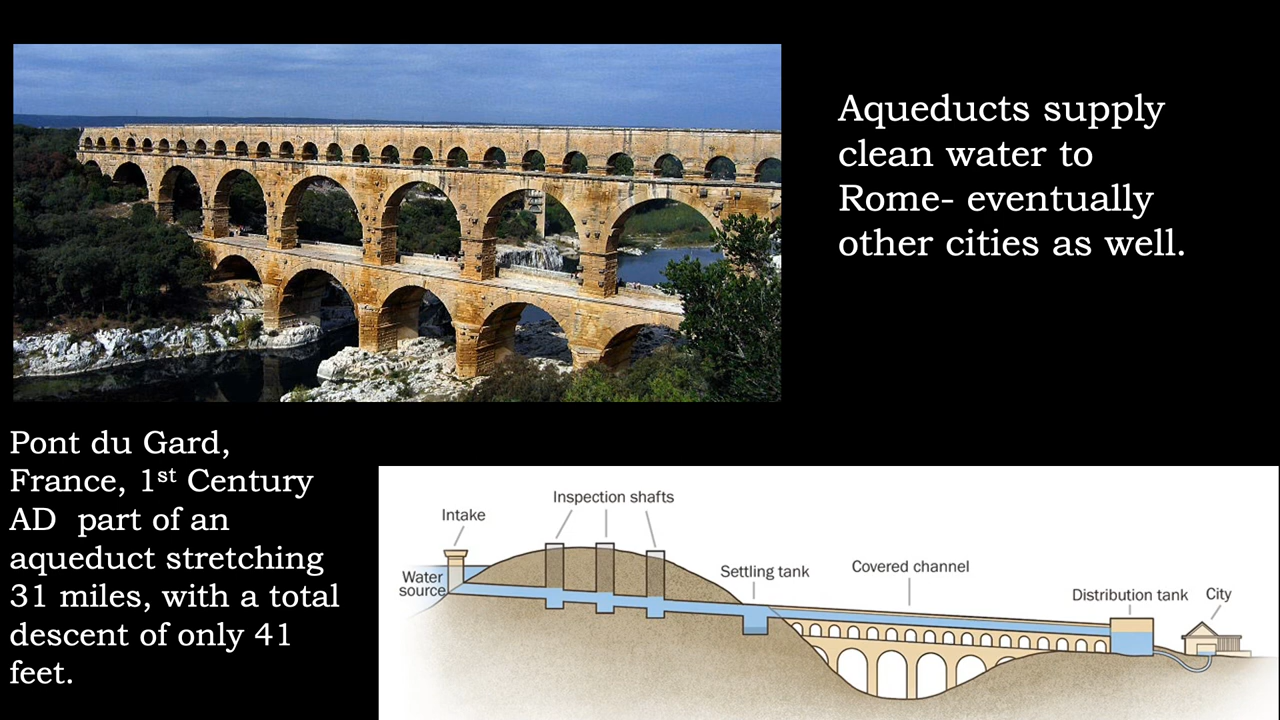 Aqueducts supply
clean water to
Rome- eventually
other cities as well.
Pont du Gard,
France, 1st Century
AD  part of an
aqueduct stretching
31 miles, with a total
descent of only 41
feet.
Inspection shafts
Intake
Water
source
Settling tank
Covered channel
Distribution tank
City